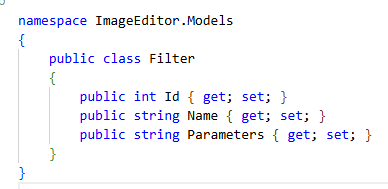 namespace ImageEditor.Models
{
    public class Filter
    {
        public int Id { get; set; }
        public string Name { get; set; }
        public string Parameters { get; set; }
    }
}